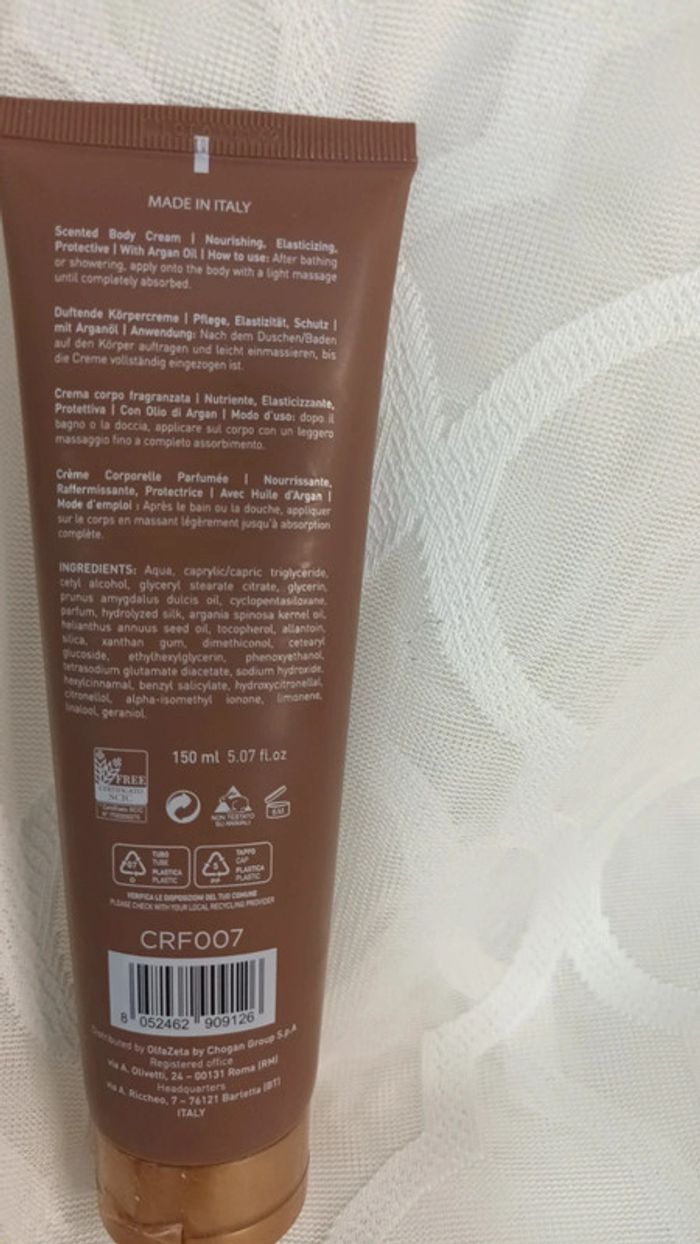 MADE IN ITALY
Scented Body Cream | Nourishing, Elasticizing,
Protective | With Argan Oil | How to use: After bathing
or showering, apply onto the body with a light massage
until completely absorbed.
Duftende Körpercreme | Pflege, Elastizität, Schutz |
mit Arganöl | Anwendung: Nach dem Duschen/Baden
auf den Körper auftragen und leicht einmassieren, bis
die Creme vollständig eingezogen ist.
Crema corpo fragranzata | Nutriente, Elasticizzante,
Protettiva | Con Olio di Argan | Modo d'uso: dopo il
bagno o la doccia, applicare sul corpo con un leggero
massaggio fino a completo assorbimento.
Crème Corporelle Parfumée | Nourrissante,
Raffermissante, Protectrice | Avec Huile d'Argan |
Mode d'emploi : Après le bain ou la douche, appliquer
sur le corps en massant légèrement jusqu'à absorption
complète.
INGREDIENTS: Aqua, caprylic/capric triglyceride,
cetyl alcohol, glyceryl stearate citrate, glycerin,
prunus amygdalus dulcis oil, cyclopentasiloxane,
parfum, hydrolyzed silk, argania spinosa kernel oil,
helianthus annuus seed oil, tocopherol, allantoin,
silica, xanthan gum, dimethiconol, cetearyl
glucoside, ethylhexylglycerin, phenoxyethanol,
tetrasodium glutamate diacetate, sodium hydroxide,
hexylcinnamal, benzyl salicylate, hydroxycitronellal,
citronellol, alpha-isomethyl ionone, limonene,
linalool, geraniol.
150 ml 5.07 fl.oz
FREE
CERTIFICATO
NCIC
NON TESTATO
SU ANIMALI
6M
07
O
TUBO
TUBE
PLASTICA
PLASTIC
5
PP
TAPPO
CAP
PLASTICA
PLASTIC
VERIFICA LE DISPOSIZIONI DEL TUO COMUNE
PLEASE CHECK WITH YOUR LOCAL RECYCLING PROVIDER
CRF007
8 052462 909126
Distributed by OlfaZeta by Chogan Group S.p.A
Registered office
via A. Olivetti, 24 – 00131 Roma (RM)
Headquarters
via A. Riccheo, 7 – 76121 Barletta (BT)
ITALY